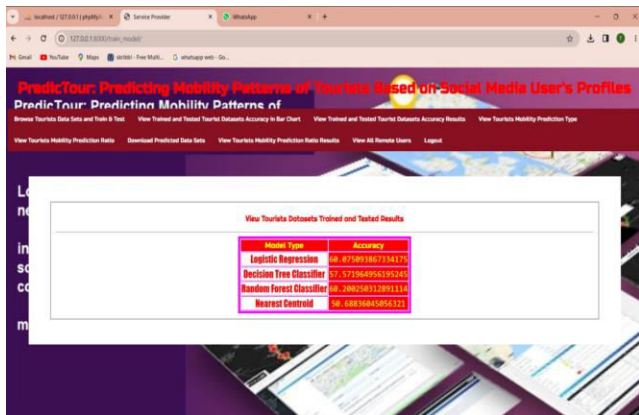 localhost / 127.0.0.1 | phpMyA
Service Provider
WhatsApp
127.0.0.1:8000/train_model/
Gmail
YouTube
Maps
skribbl - Free Multi...
whatsapp web - Go...
PredicTour: Predicting Mobility Patterns of Tourists Based on Social Media User's Profiles
PredicTour: Predicting Mobility Patterns of
Browse Tourists Data Sets and Train & Test View Trained and Tested Tourist Datasets Accuracy in Bar Chart View Trained and Tested Tourist Datasets Accuracy Results View Tourists Mobility Prediction Type
View Tourists Mobility Prediction Ratio Download Predicted Data Sets View Tourists Mobility Prediction Ratio Results View All Remote Users Logout
View Tourists Datasets Trained and Tested Results
Model Type Accuracy
Logistic Regression 60.075093867334175
Decision Tree Classifier 57.571964956195245
Random Forest Classifier 60.200250312891114
Nearest Centroid 50.68836045056321